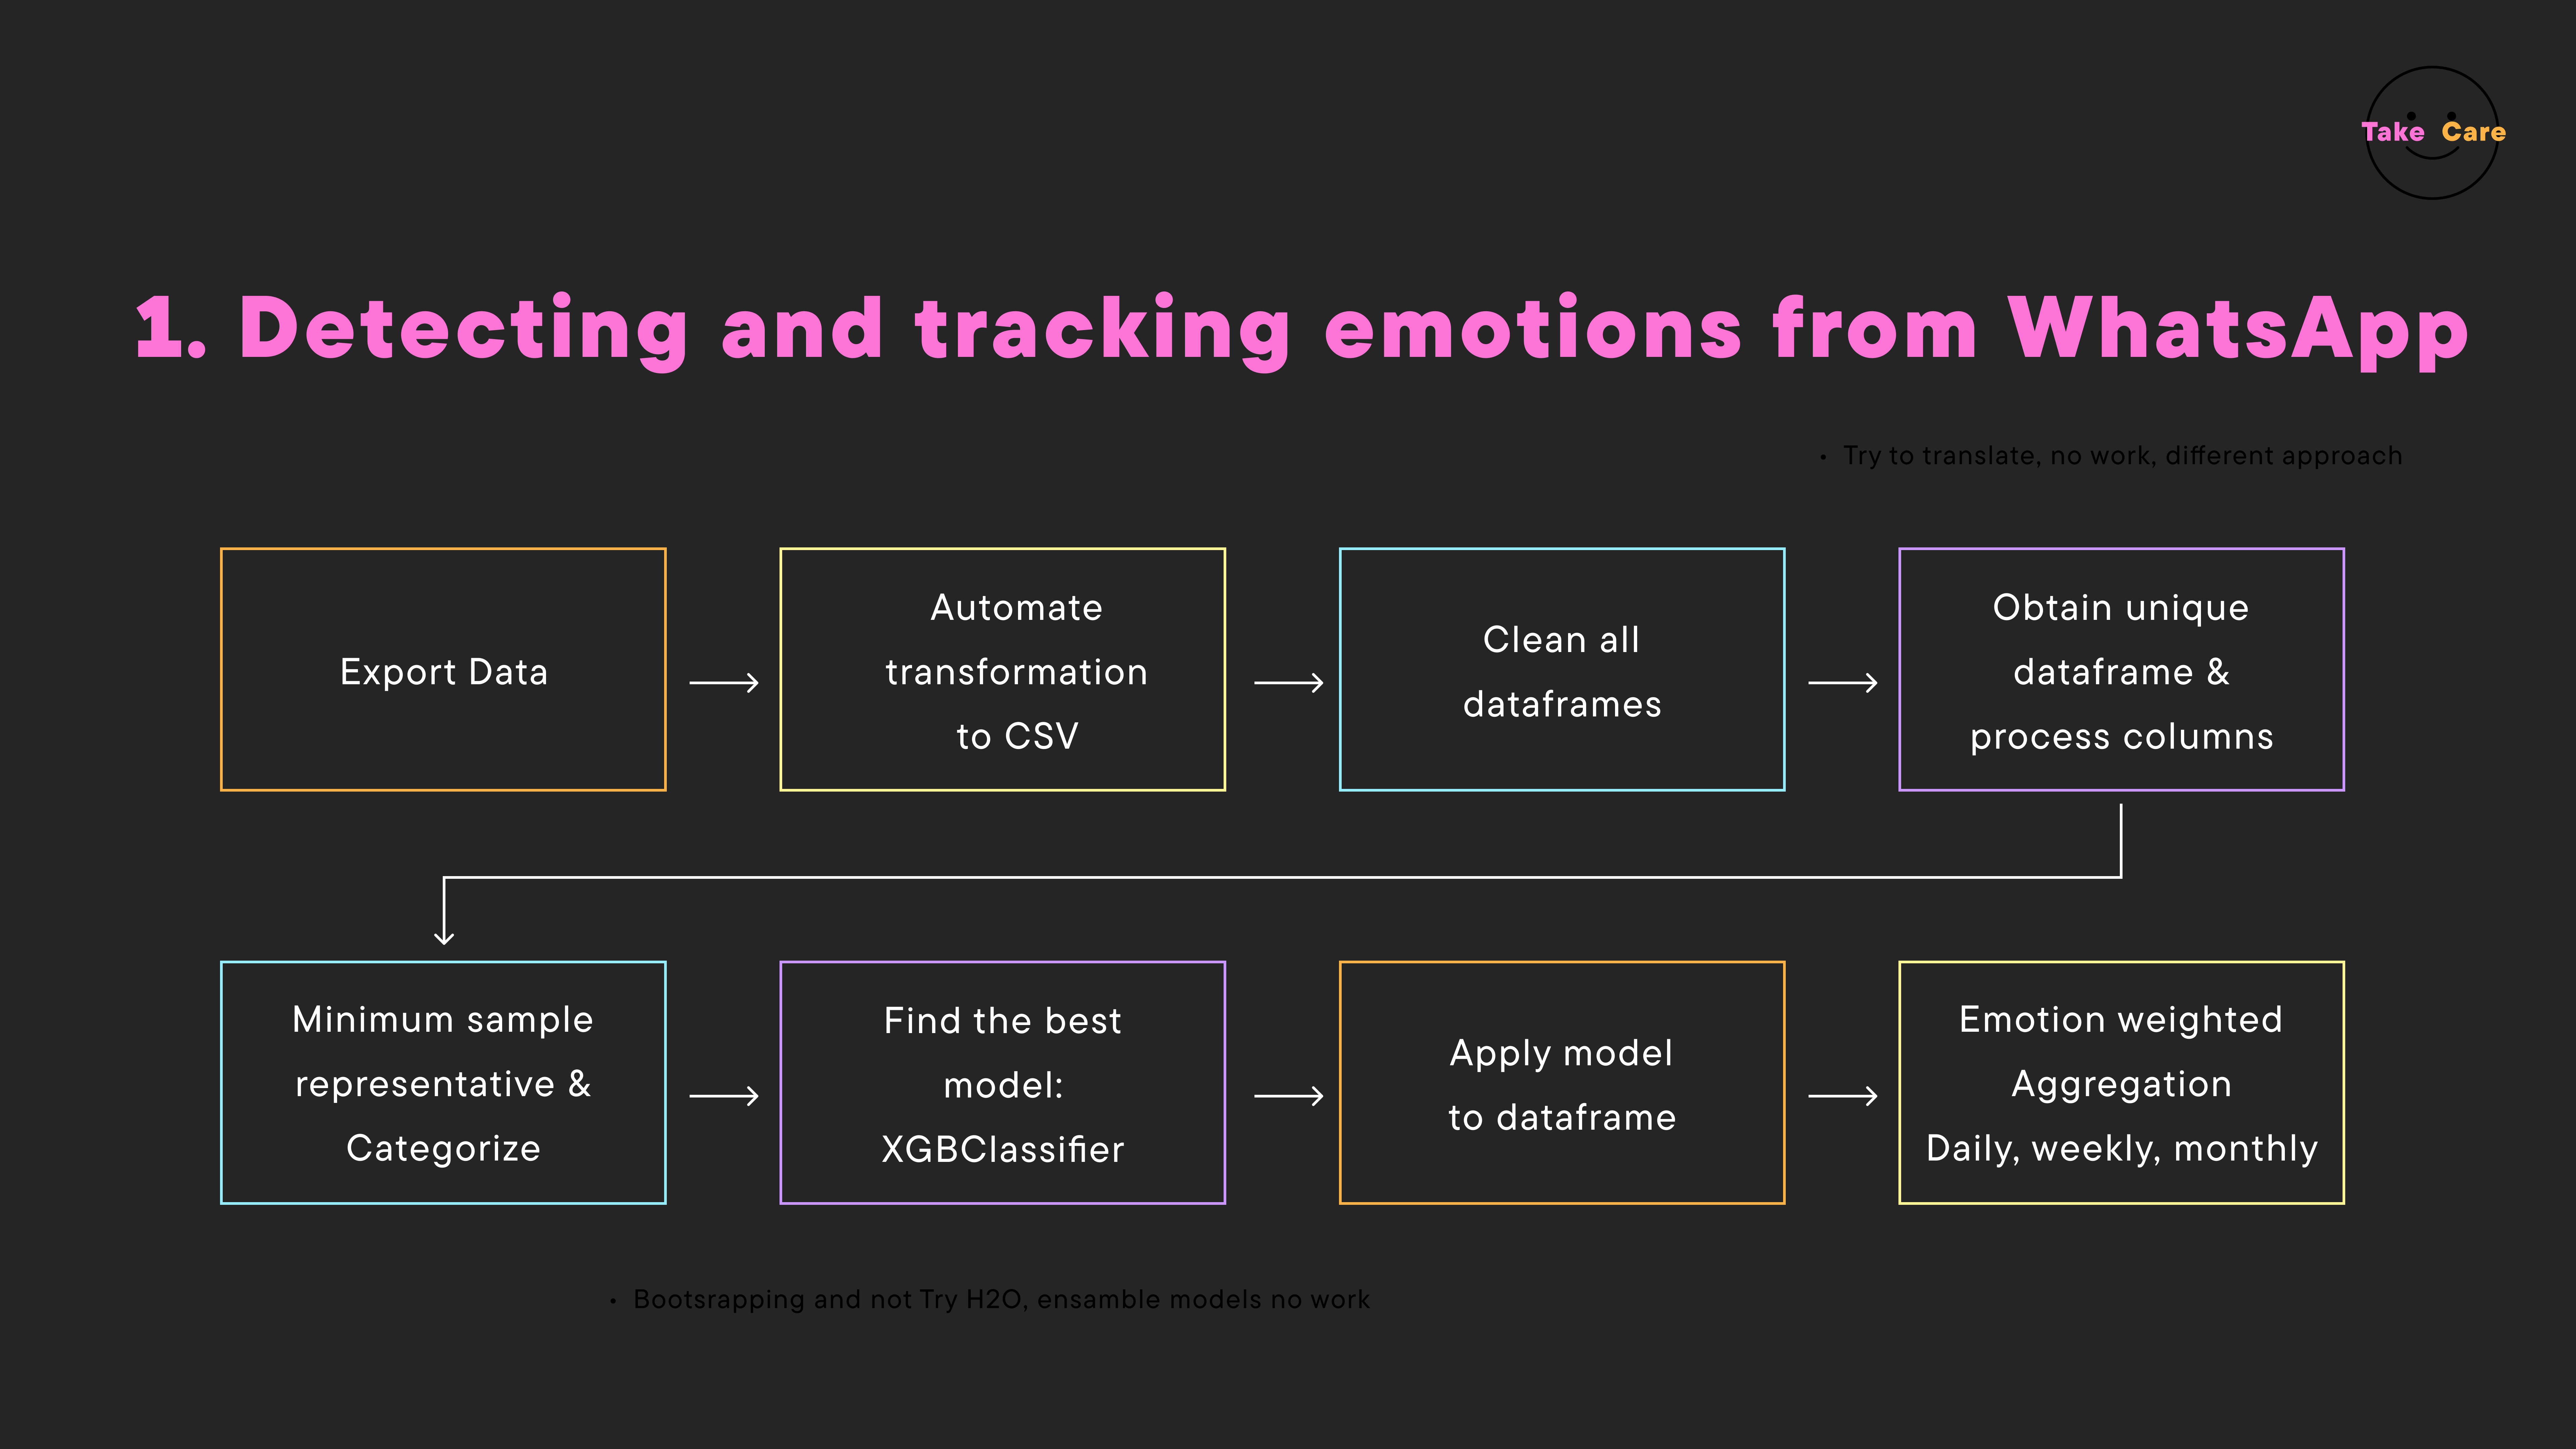 Take Care
1. Detecting and tracking emotions from WhatsApp
• Try to translate, no work, different approach
Export Data
Automate
transformation
to CSV
Clean all
dataframes
Obtain unique
dataframe &
process columns
Minimum sample
representative &
Categorize
Find the best
model:
XGBClassifier
Apply model
to dataframe
Emotion weighted
Aggregation
Daily, weekly, monthly
• Bootsrapping and not Try H2O, ensamble models no work